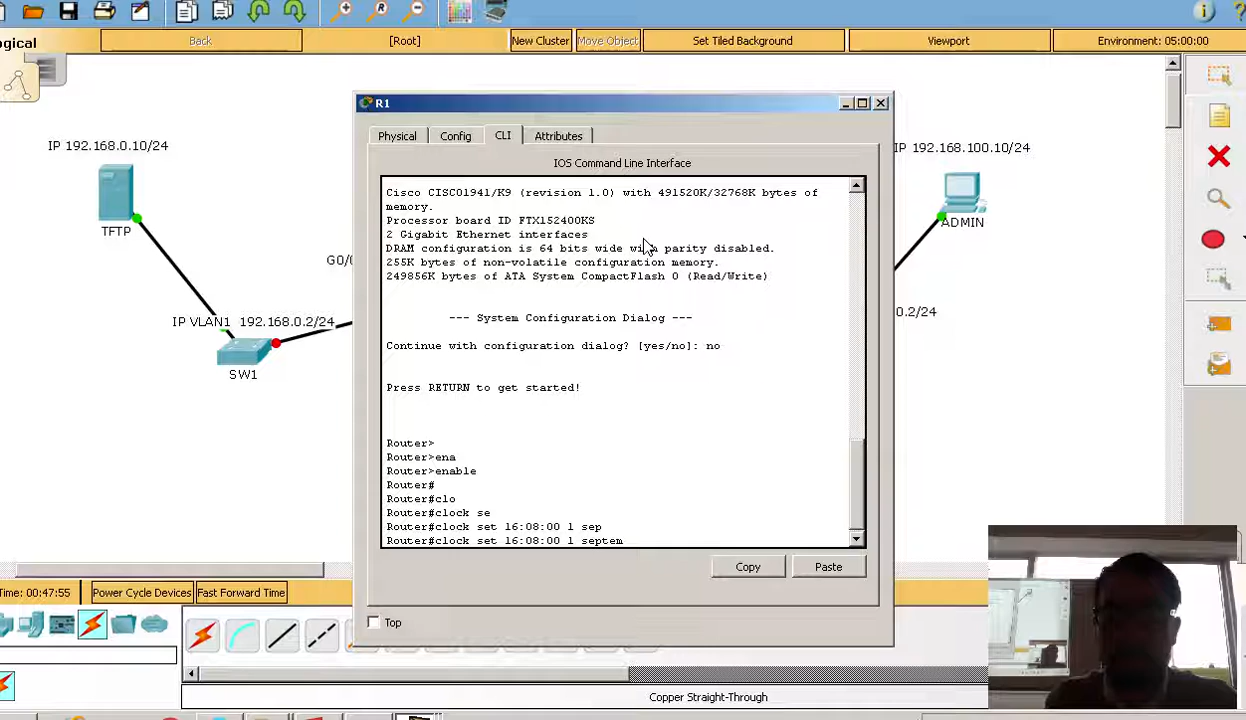 ogical
Back
[Root]
New Cluster
Move Object
Set Tiled Background
Viewport
Environment: 05:00:00
IP 192.168.0.10/24
TFTP
G0/0
IP VLAN1 192.168.0.2/24
SW1
IP 192.168.100.10/24
ADMIN
0.2/24
R1
Physical
Config
CLI
Attributes
IOS Command Line Interface
Cisco CISCO1941/K9 (revision 1.0) with 491520K/32768K bytes of
memory.
Processor board ID FTX152400KS
2 Gigabit Ethernet interfaces
DRAM configuration is 64 bits wide with parity disabled.
255K bytes of non-volatile configuration memory.
249856K bytes of ATA System CompactFlash 0 (Read/Write)
--- System Configuration Dialog ---
Continue with configuration dialog? [yes/no]: no
Press RETURN to get started!
Router>
Router>ena
Router>enable
Router#
Router#clo
Router#clock se
Router#clock set 16:08:00 1 sep
Router#clock set 16:08:00 1 septem
Copy
Paste
Top
Time: 00:47:55
Power Cycle Devices
Fast Forward Time
Copper Straight-Through